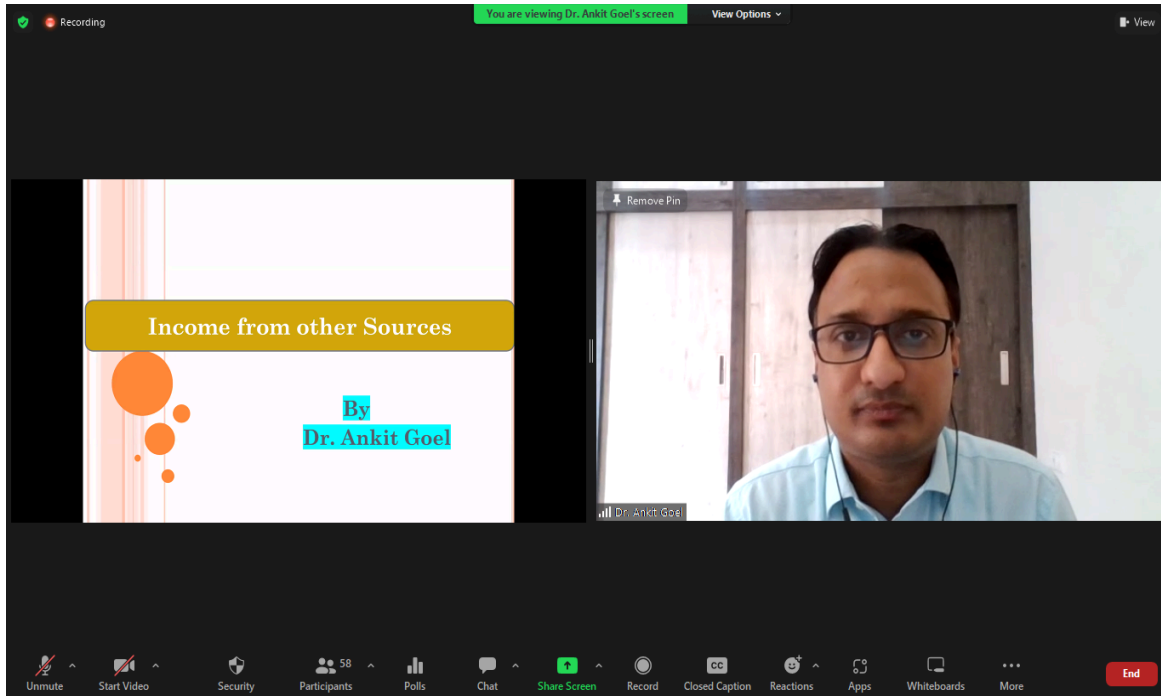 Recording
You are viewing Dr. Ankit Goel's screen
View Options
View
Remove Pin
Income from other Sources
By
Dr. Ankit Goel
Dr. Ankit Goel
58
Unmute
Start Video
Security
Participants
Polls
Chat
Share Screen
Record
CC
Closed Caption
Reactions
Apps
Whiteboards
More
End